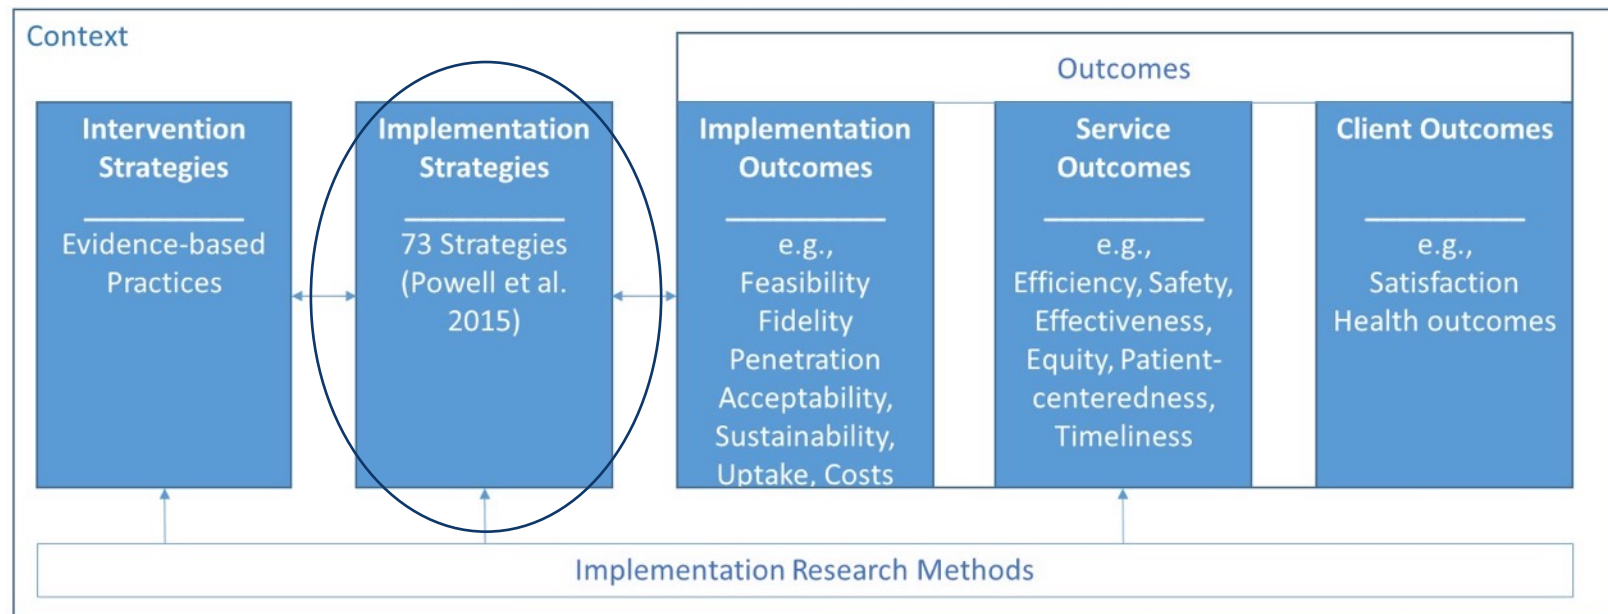 Context
Outcomes
Intervention
Strategies
Evidence-based
Practices
Implementation
Strategies
73 Strategies
(Powell et al.
2015)
Implementation
Outcomes
e.g.,
Feasibility
Fidelity
Penetration
Acceptability,
Sustainability,
Uptake, Costs
Service
Outcomes
e.g.,
Efficiency, Safety,
Effectiveness,
Equity, Patient-
centeredness,
Timeliness
Client Outcomes
e.g.,
Satisfaction
Health outcomes
Implementation Research Methods